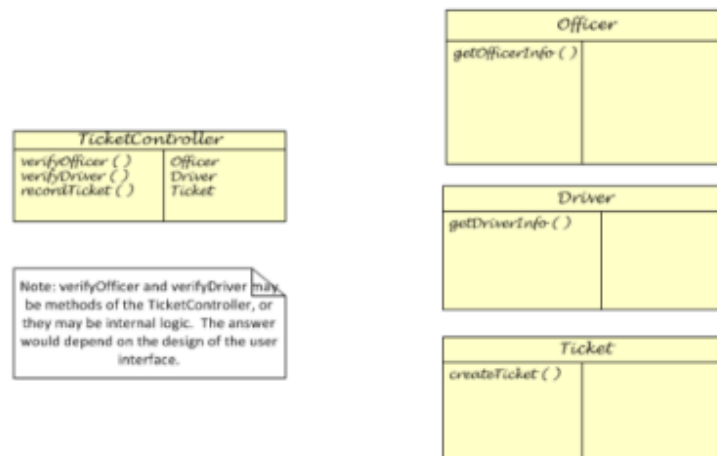 Officer
getOfficerInfo ( )
TicketController
verifyOfficer ( ) Officer
verifyDriver ( ) Driver
recordTicket ( ) Ticket
Driver
getDriverInfo ( )
Note: verifyOfficer and verifyDriver may
be methods of the TicketController, or
they may be internal logic. The answer
would depend on the design of the user
interface.
Ticket
createTicket ( )